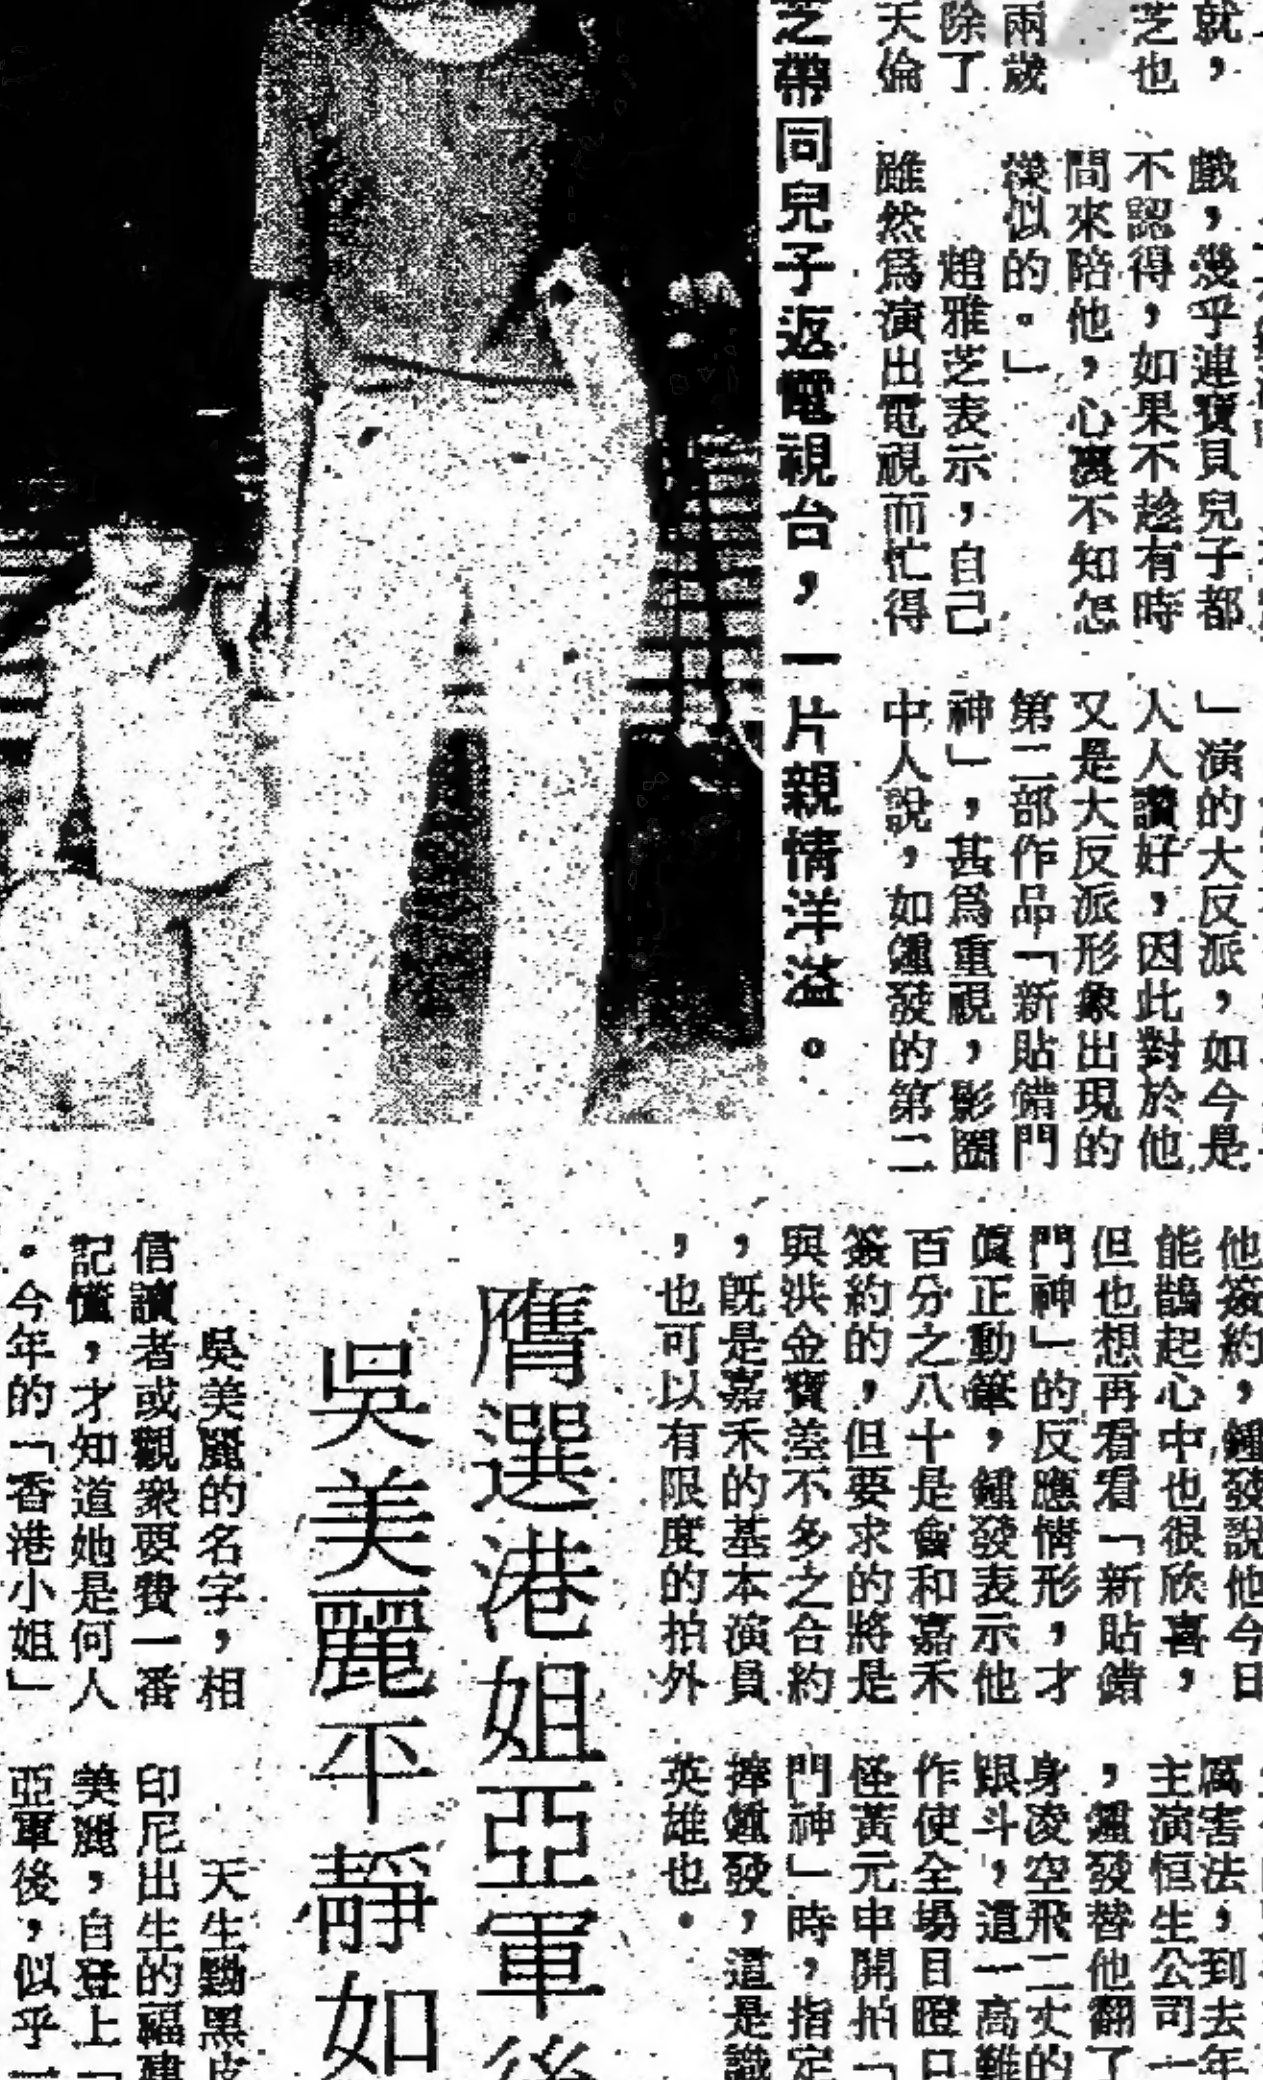 就，
芝也
兩歲
除了
天倫
戲，幾乎連寶貝兒子都
不認得，如果不趁有時
間來陪他，心裏不知怎
樣似的。」
趙雅芝表示，自己
雖然爲演出電視而忙得
芝帶同兒子返電視台，一片親情洋溢。
」演的大反派，如今是
人人讚好，因此對於他
又是大反派形象出現的
第二部作品「新貼錯門
神」，甚爲重視，影圈
中人說，如鍾發的第二
他簽約，鍾發說他今日
能鵲起心中也很欣喜，
但也想再看看「新貼錯
門神」的反應情形，才
眞正動筆，鍾發表示他
百分之八十是會和嘉禾
簽約的，但要求的將是
與洪金寶差不多之合約
，旣是嘉禾的基本演員
，也可以有限度的拍外
厲害法，到去年
主演恒生公司一
，鍾發替他翻了
身凌空飛二丈的
跟斗，這一高難
作使全場目瞪口
怪黃元申開拍「
門神」時，指定
捧鍾發，這是識
英雄也。
膺選港姐亞軍後
吳美麗平靜如
吳美麗的名字，相
信讀者或觀衆要費一番
記憶，才知道她是何人
。今年的「香港小姐」
天生黝黑皮
印尼出生的福建
美麗，自登上「
亞軍後，似乎一